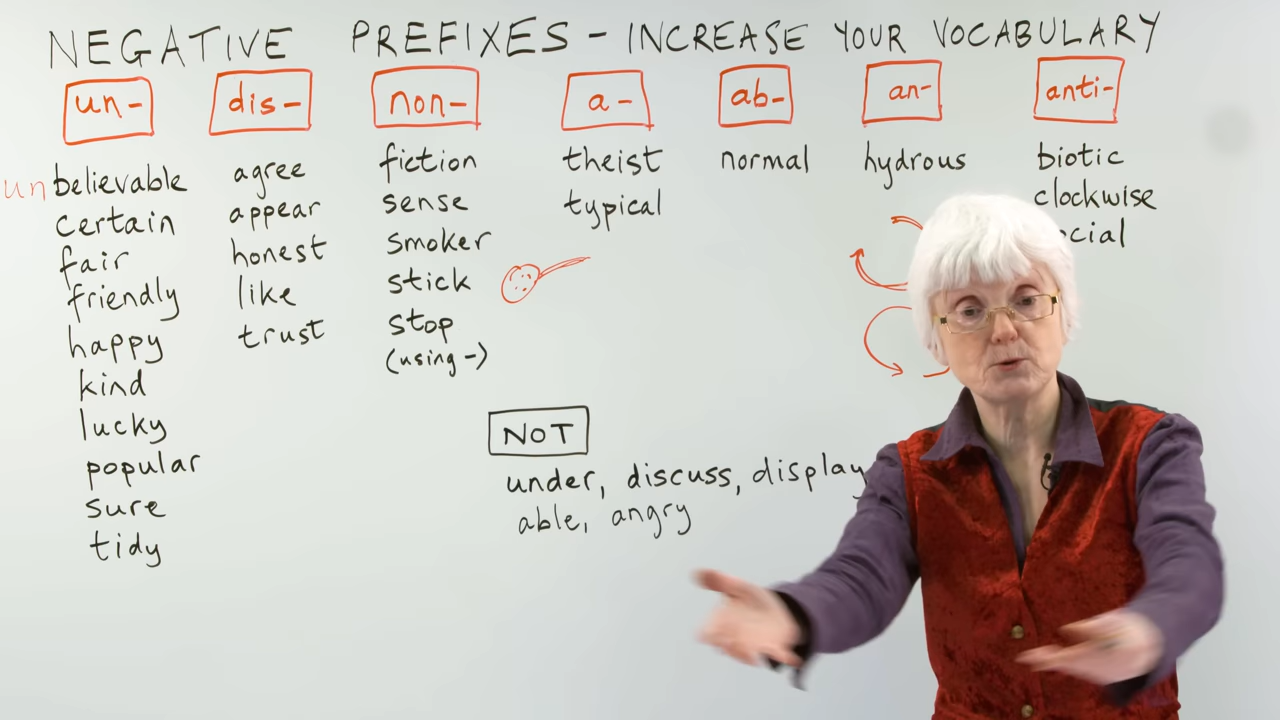 NEGATIVE PREFIXES - INCREASE YOUR VOCABULARY
un-
unbelievable
certain
fair
friendly
happy
kind
lucky
popular
sure
tidy
dis-
agree
appear
honest
like
trust
non-
fiction
sense
smoker
stick
stop
(using -)
a-
theist
typical
ab-
normal
an-
hydrous
anti-
biotic
clockwise
NOT
under, discuss, display
able, angry